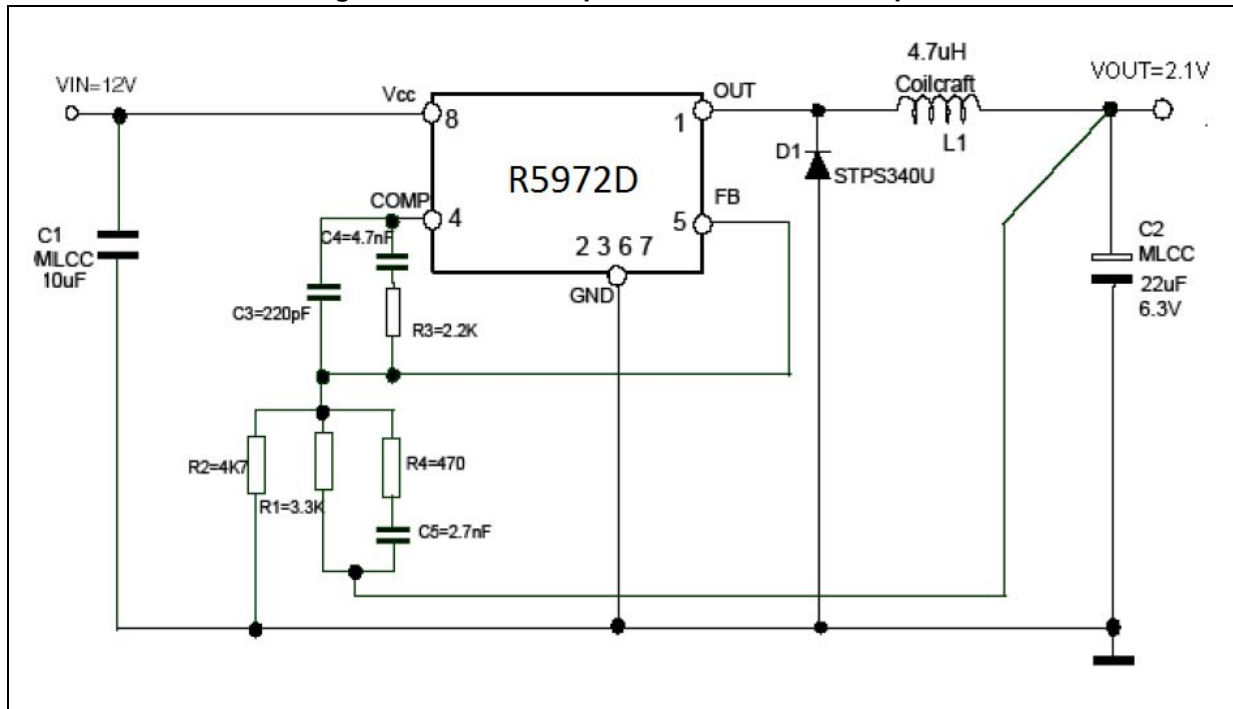 4.7uH
Coilcraft
L1
VIN=12V
VOUT=2.1V
Vcc
8
OUT
1
R5972D
D1
STPS340U
COMP
4
FB
5
2 3 6 7
GND
C1
MLCC
10uF
C4=4.7nF
C3=220pF
R3=2.2K
C2
MLCC
22uF
6.3V
R2=4K7
R1=3.3K
R4=470
C5=2.7nF